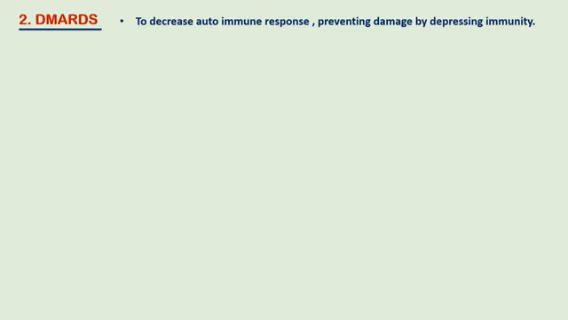 2. DMARDS • To decrease auto immune response , preventing damage by depressing immunity.